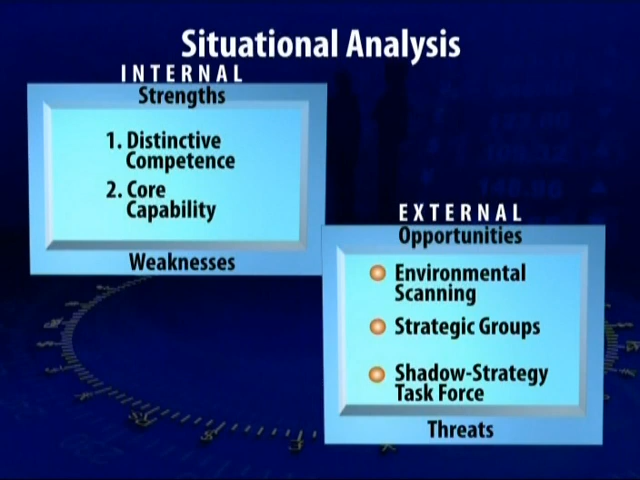 Situational Analysis
INTERNAL
Strengths
1. Distinctive
Competence
2. Core
Capability
Weaknesses
EXTERNAL
Opportunities
Environmental
Scanning
Strategic Groups
Shadow-Strategy
Task Force
Threats